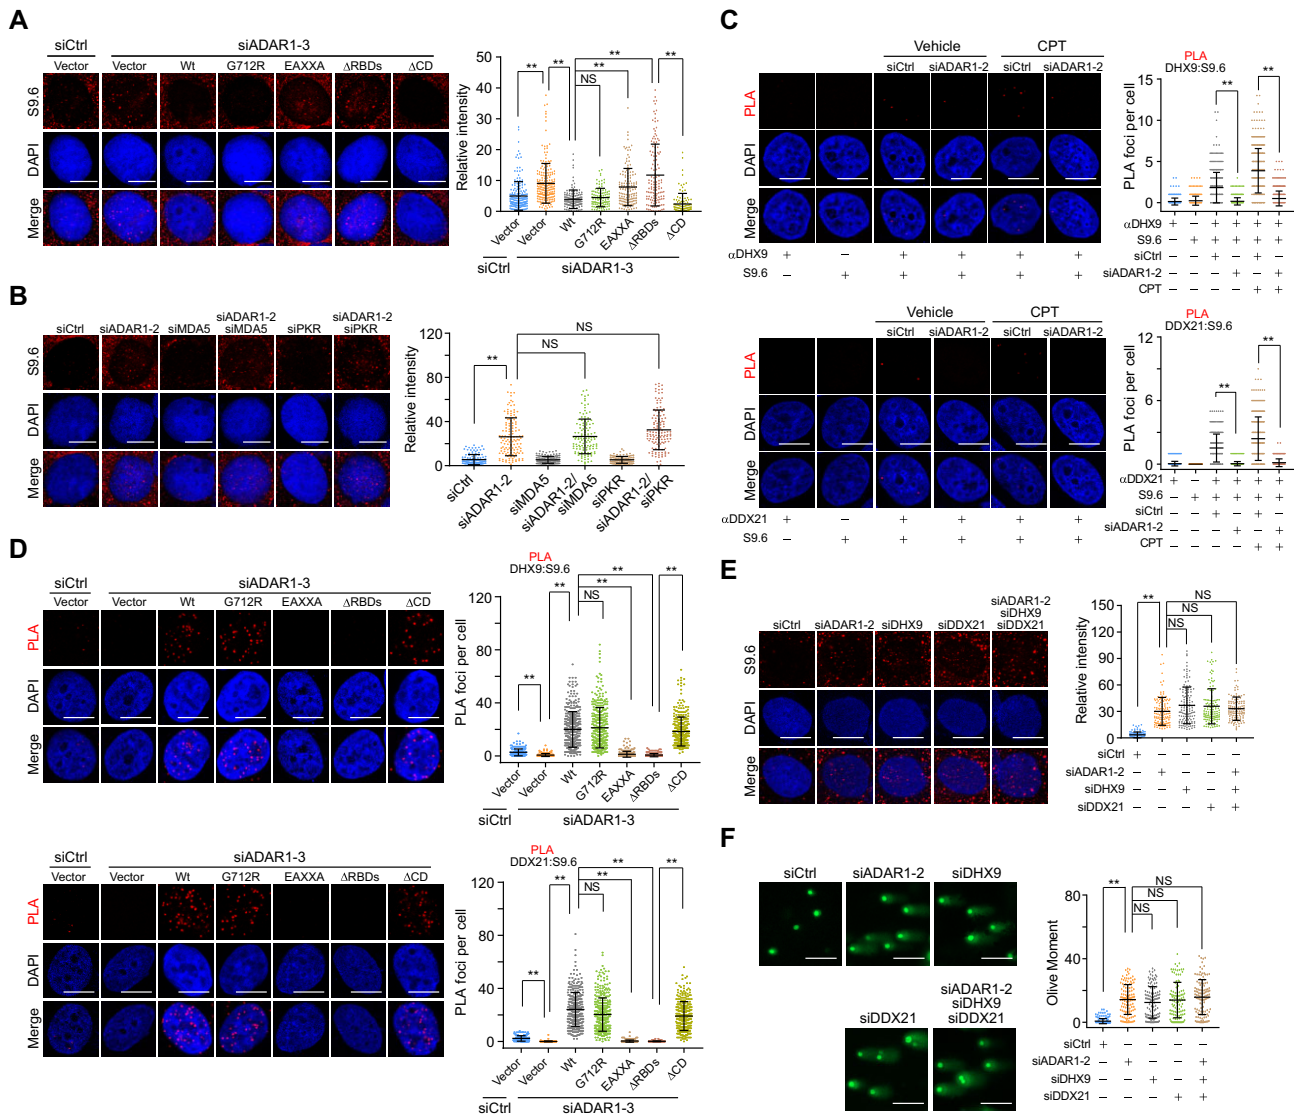 A
siCtrl
siADAR1-3
Vector Vector Wt G712R EAXXA ΔRBDs ΔCD
S9.6
DAPI
Merge
Relative intensity
50
40
30
20
10
0
** ** NS ** ** **
Vector Vector Wt G712R EAXXA ΔRBDs ΔCD
siCtrl siADAR1-3
B
siCtrl siADAR1-2 siMDA5 siADAR1-2 siMDA5 siPKR siADAR1-2 siPKR
S9.6
DAPI
Merge
Relative intensity
120
80
40
0
** NS NS
siCtrl siADAR1-2 siMDA5 siADAR1-2/ siMDA5 siPKR siADAR1-2/ siPKR
C
Vehicle CPT
siCtrl siADAR1-2 siCtrl siADAR1-2
PLA
DAPI
Merge
αDHX9 + − + + + +
S9.6 − + + + + +
PLA
DHX9:S9.6
PLA foci per cell
15
10
5
0
** **
αDHX9 + − + + + +
S9.6 − + + + + +
siCtrl − − + − + −
siADAR1-2 − − − + − +
CPT − − − − + +
Vehicle CPT
siCtrl siADAR1-2 siCtrl siADAR1-2
PLA
DAPI
Merge
αDDX21 + − + + + +
S9.6 − + + + + +
PLA
DDX21:S9.6
PLA foci per cell
12
9
6
3
0
** **
αDDX21 + − + + + +
S9.6 − + + + + +
siCtrl − − + − + −
siADAR1-2 − − − + − +
CPT − − − − + +
D
siCtrl
siADAR1-3
Vector Vector Wt G712R EAXXA ΔRBDs ΔCD
PLA
DAPI
Merge
PLA
DHX9:S9.6
PLA foci per cell
120
80
40
0
** ** NS ** ** **
Vector Vector Wt G712R EAXXA ΔRBDs ΔCD
siCtrl siADAR1-3
siCtrl
siADAR1-3
Vector Vector Wt G712R EAXXA ΔRBDs ΔCD
PLA
DAPI
Merge
PLA
DDX21:S9.6
PLA foci per cell
120
80
40
0
** ** NS ** ** **
Vector Vector Wt G712R EAXXA ΔRBDs ΔCD
siCtrl siADAR1-3
E
siCtrl siADAR1-2 siDHX9 siDDX21 siADAR1-2 siDHX9 siDDX21
S9.6
DAPI
Merge
Relative intensity
150
120
90
60
30
0
** NS NS NS
siCtrl + − − − −
siADAR1-2 − + − − +
siDHX9 − − + − +
siDDX21 − − − + +
F
siCtrl siADAR1-2 siDHX9
siDDX21
siADAR1-2
siDHX9
siDDX21
Olive Moment
80
40
0
** NS NS NS
siCtrl + − − − −
siADAR1-2 − + − − +
siDHX9 − − + − +
siDDX21 − − − + +